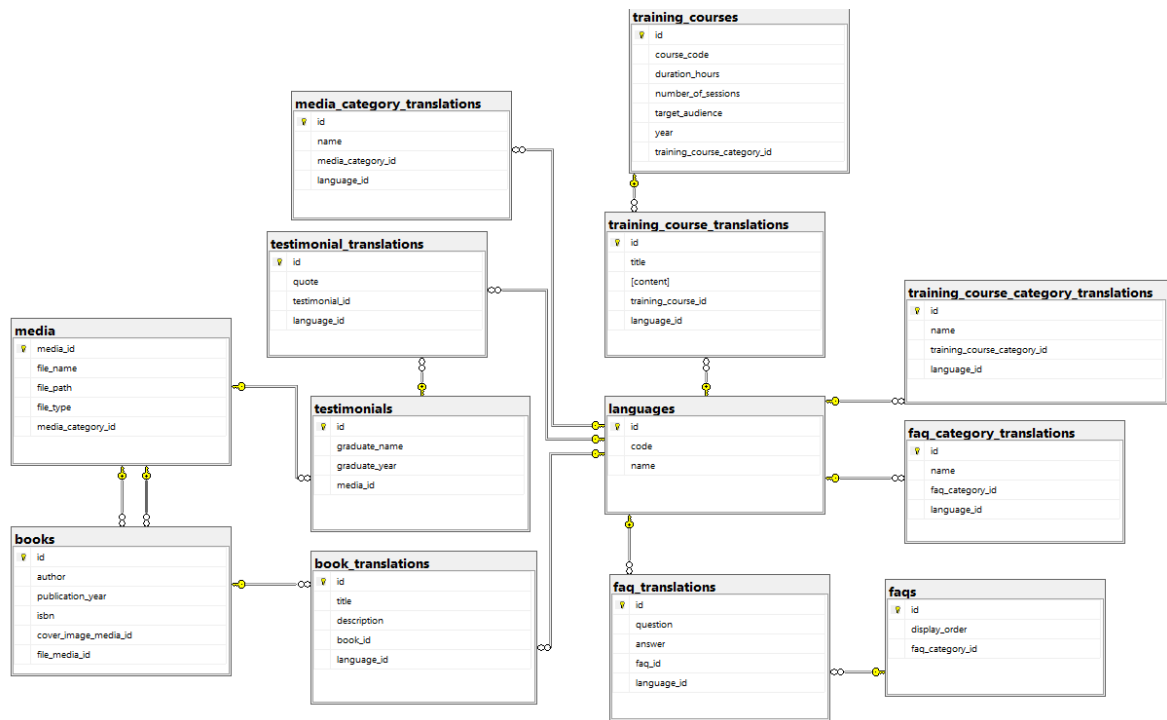 training_courses
id
course_code
duration_hours
number_of_sessions
target_audience
year
training_course_category_id
media_category_translations
id
name
media_category_id
language_id
training_course_translations
id
title
[content]
training_course_id
language_id
testimonial_translations
id
quote
testimonial_id
language_id
training_course_category_translations
id
name
training_course_category_id
language_id
media
media_id
file_name
file_path
file_type
media_category_id
testimonials
id
graduate_name
graduate_year
media_id
languages
id
code
name
faq_category_translations
id
name
faq_category_id
language_id
books
id
author
publication_year
isbn
cover_image_media_id
file_media_id
book_translations
id
title
description
book_id
language_id
faq_translations
id
question
answer
faq_id
language_id
faqs
id
display_order
faq_category_id